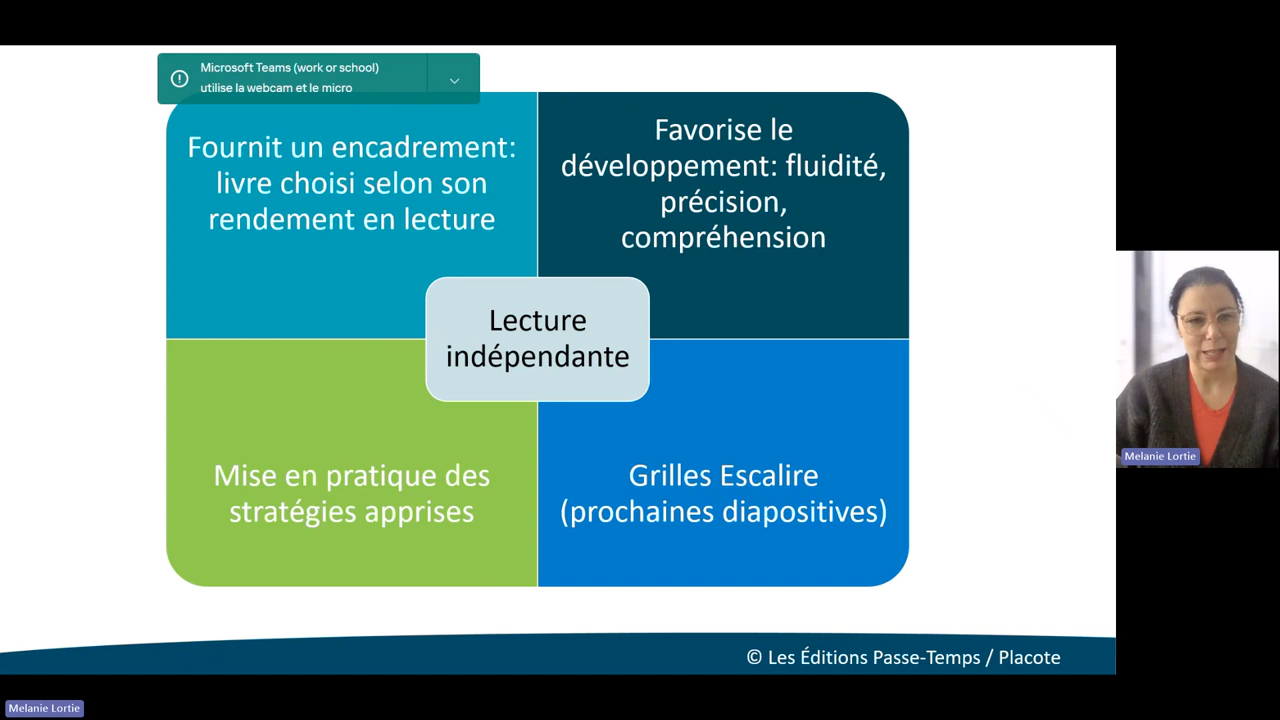 Microsoft Teams (work or school)
utilise la webcam et le micro
Fournit un encadrement:
livre choisi selon son
rendement en lecture
Favorise le
développement: fluidité,
précision,
compréhension
Lecture
indépendante
Mise en pratique des
stratégies apprises
Grilles Escalire
(prochaines diapositives)
Melanie Lortie
© Les Éditions Passe-Temps / Placote
Melanie Lortie